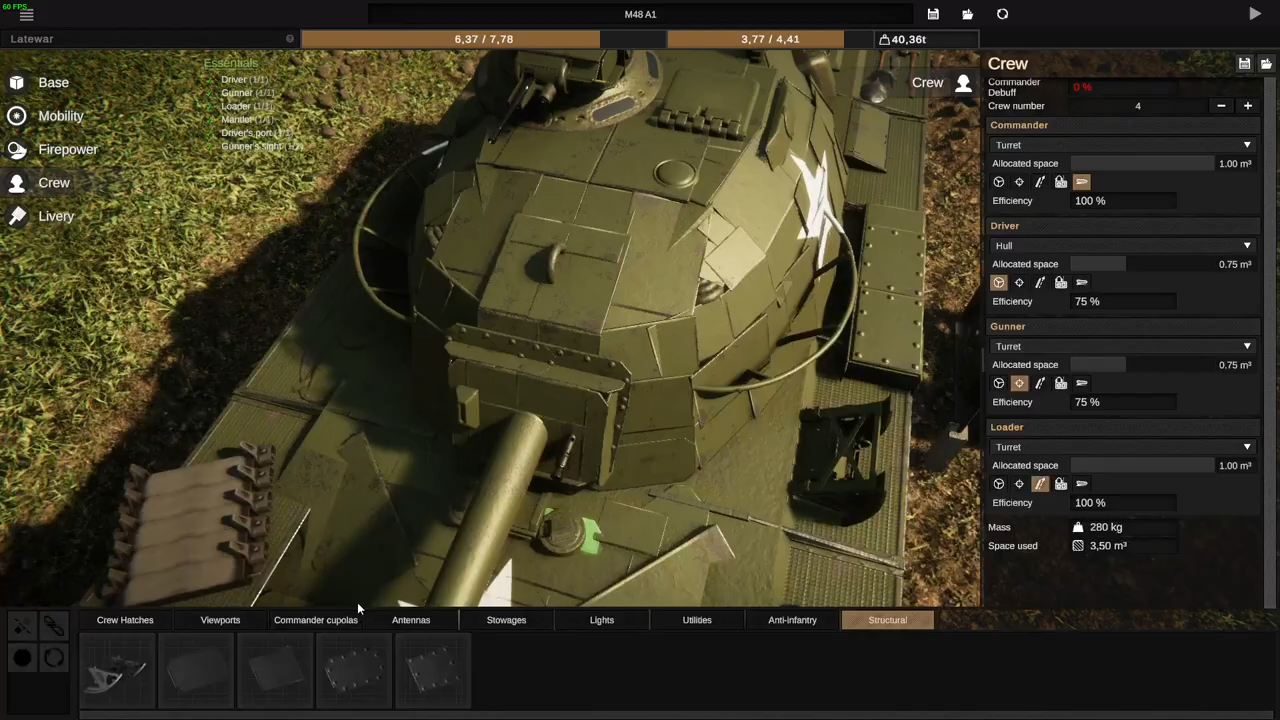 60 FPS
M48 A1
Latewar
6,37 / 7,78
3,77 / 4,41
40,36t
Base
Mobility
Firepower
Crew
Livery
Essentials
Driver (1/1)
Gunner (1/1)
Loader (1/1)
Mantlet (1/1)
Driver's port (1/1)
Gunner's sight (1/2)
Crew
Crew
Commander Debuff
0 %
Crew number
4
Commander
Turret
Allocated space
1.00 m³
Efficiency
100 %
Driver
Hull
Allocated space
0.75 m³
Efficiency
75 %
Gunner
Turret
Allocated space
0.75 m³
Efficiency
75 %
Loader
Turret
Allocated space
1.00 m³
Efficiency
100 %
Mass
280 kg
Space used
3,50 m³
Crew Hatches
Viewports
Commander cupolas
Antennas
Stowages
Lights
Utilities
Anti-infantry
Structural